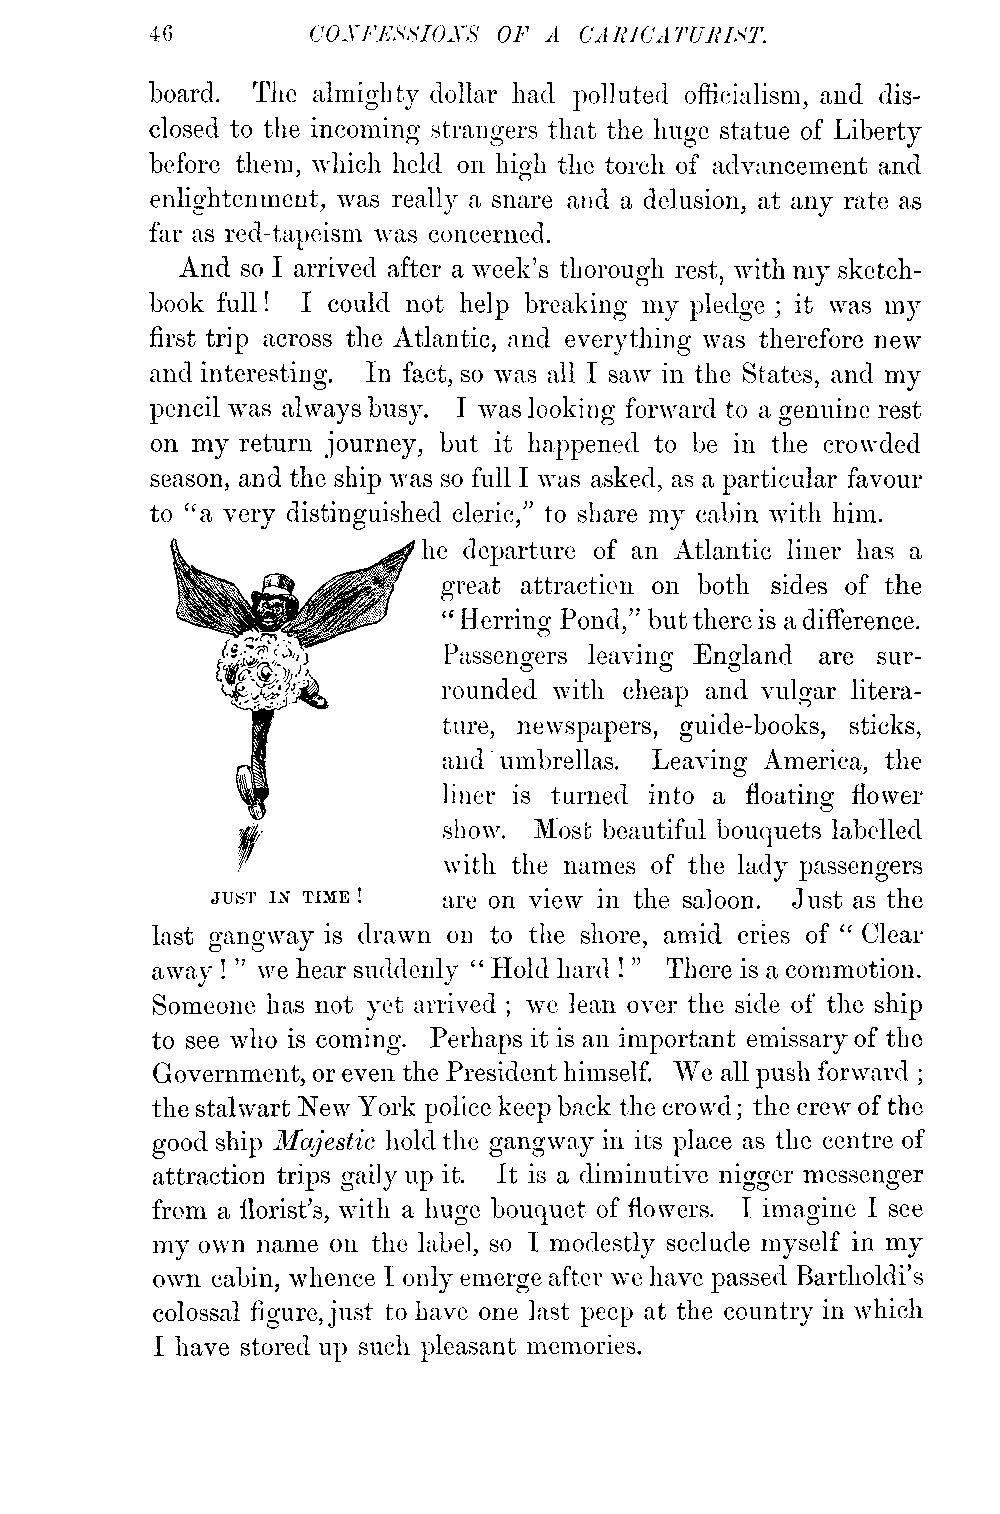 46 CONFESSIONS OF A CARICATURIST.
board. The almighty dollar had polluted officialism, and dis-
closed to the incoming strangers that the huge statue of Liberty
before them, which held on high the torch of advancement and
enlightenment, was really a snare and a delusion, at any rate as
far as red-tapeism was concerned.
And so I arrived after a week's thorough rest, with my sketch-
book full! I could not help breaking my pledge ; it was my
first trip across the Atlantic, and everything was therefore new
and interesting. In fact, so was all I saw in the States, and my
pencil was always busy. I was looking forward to a genuine rest
on my return journey, but it happened to be in the crowded
season, and the ship was so full I was asked, as a particular favour
to "a very distinguished cleric," to share my cabin with him.
he departure of an Atlantic liner has a
great attraction on both sides of the
"Herring Pond," but there is a difference.
Passengers leaving England are sur-
rounded with cheap and vulgar litera-
ture, newspapers, guide-books, sticks,
and umbrellas. Leaving America, the
liner is turned into a floating flower
show. Most beautiful bouquets labelled
with the names of the lady passengers
are on view in the saloon. Just as the
JUST IN TIME!
last gangway is drawn on to the shore, amid cries of "Clear
away!" we hear suddenly "Hold hard!" There is a commotion.
Someone has not yet arrived ; we lean over the side of the ship
to see who is coming. Perhaps it is an important emissary of the
Government, or even the President himself. We all push forward ;
the stalwart New York police keep back the crowd; the crew of the
good ship Majestic hold the gangway in its place as the centre of
attraction trips gaily up it. It is a diminutive nigger messenger
from a florist's, with a huge bouquet of flowers. I imagine I see
my own name on the label, so I modestly seclude myself in my
own cabin, whence I only emerge after we have passed Bartholdi's
colossal figure, just to have one last peep at the country in which
I have stored up such pleasant memories.